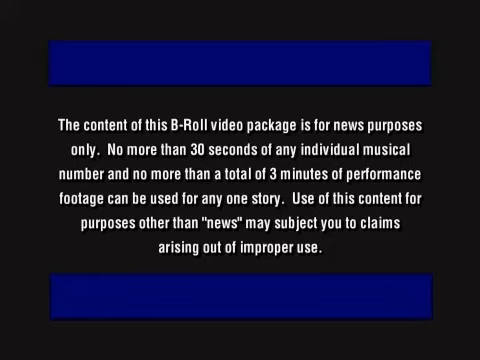 The content of this B-Roll video package is for news purposes
only.  No more than 30 seconds of any individual musical
number and no more than a total of 3 minutes of performance
footage can be used for any one story.  Use of this content for
purposes other than "news" may subject you to claims
arising out of improper use.